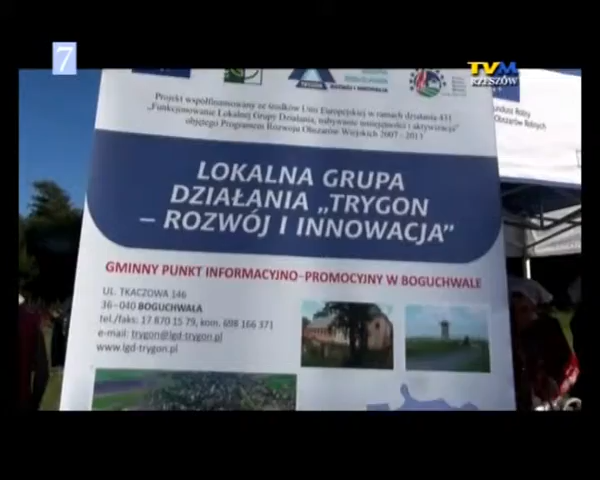 7
TVM
RZESZÓW
Projekt współfinansowany ze środków Unii Europejskiej w ramach działania 431
„Funkcjonowanie Lokalnej Grupy Działania, nabywanie umiejętności i aktywizacja"
objętego Programem Rozwoju Obszarów Wiejskich 2007 - 2013
Obszarów Rolnych
LOKALNA GRUPA
DZIAŁANIA „TRYGON
– ROZWÓJ I INNOWACJA”
GMINNY PUNKT INFORMACYJNO-PROMOCYJNY W BOGUCHWALE
UL. TKACZOWA 146
36-040 BOGUCHWAŁA
tel./faks: 17 870 15 79, kom. 698 166 371
e-mail: trygon@lgd-trygon.pl
www.lgd-trygon.pl